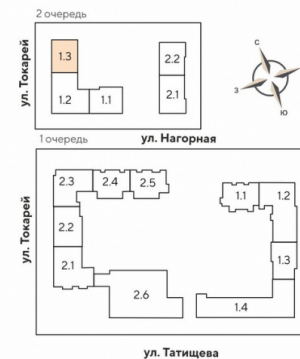 2 очередь
ул. Токарей
1.3
2.2
1.2
1.1
2.1
С
З
Ю
ул. Нагорная
1 очередь
ул. Токарей
2.3
2.4
2.5
1.1
1.2
2.2
2.1
1.3
2.6
1.4
ул. Татищева